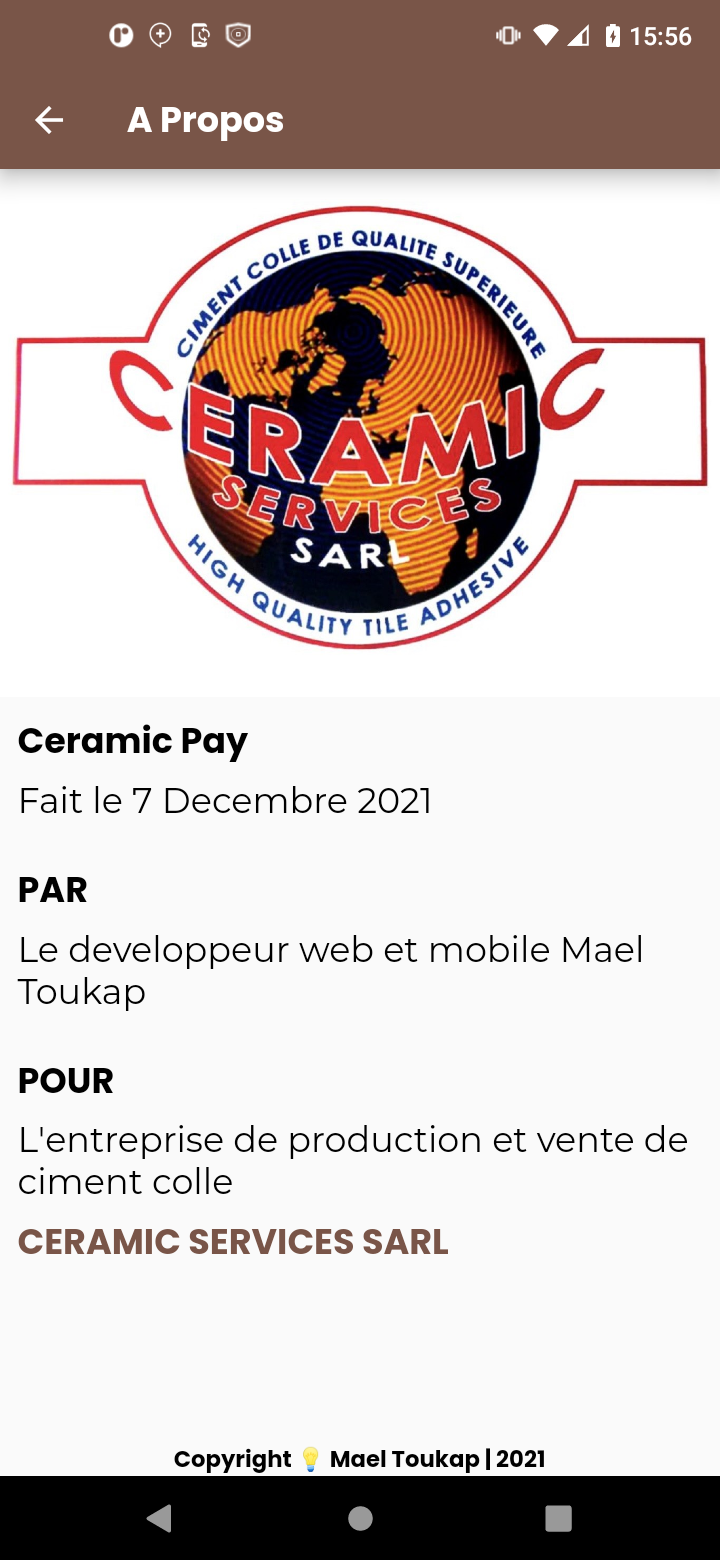 15:56
A Propos
CIMENT COLLE DE QUALITE SUPERIEURE
CERAMIC
SERVICES
SARL
HIGH QUALITY TILE ADHESIVE
Ceramic Pay
Fait le 7 Decembre 2021
PAR
Le developpeur web et mobile Mael
Toukap
POUR
L'entreprise de production et vente de
ciment colle
CERAMIC SERVICES SARL
Copyright 💡 Mael Toukap | 2021